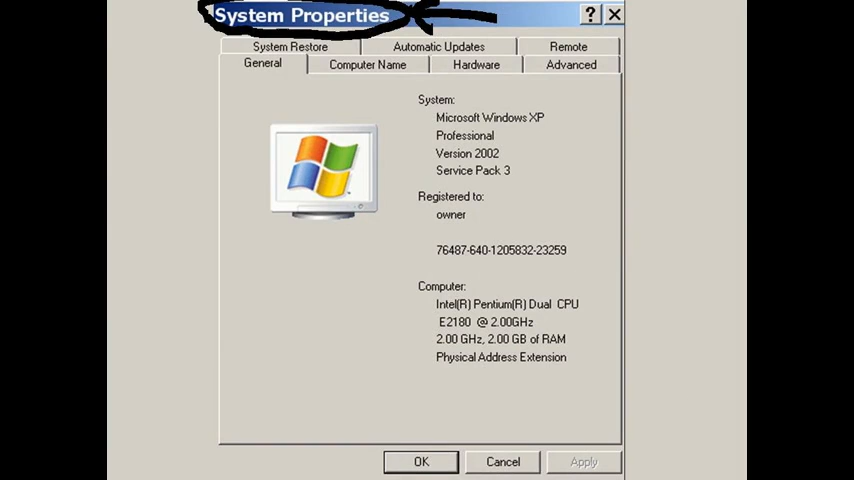 System Properties
? X
System Restore Automatic Updates Remote
General Computer Name Hardware Advanced
System:
Microsoft Windows XP
Professional
Version 2002
Service Pack 3
Registered to:
owner
76487-640-1205832-23259
Computer:
Intel(R) Pentium(R) Dual CPU
E2180 @ 2.00GHz
2.00 GHz, 2.00 GB of RAM
Physical Address Extension
OK Cancel Apply